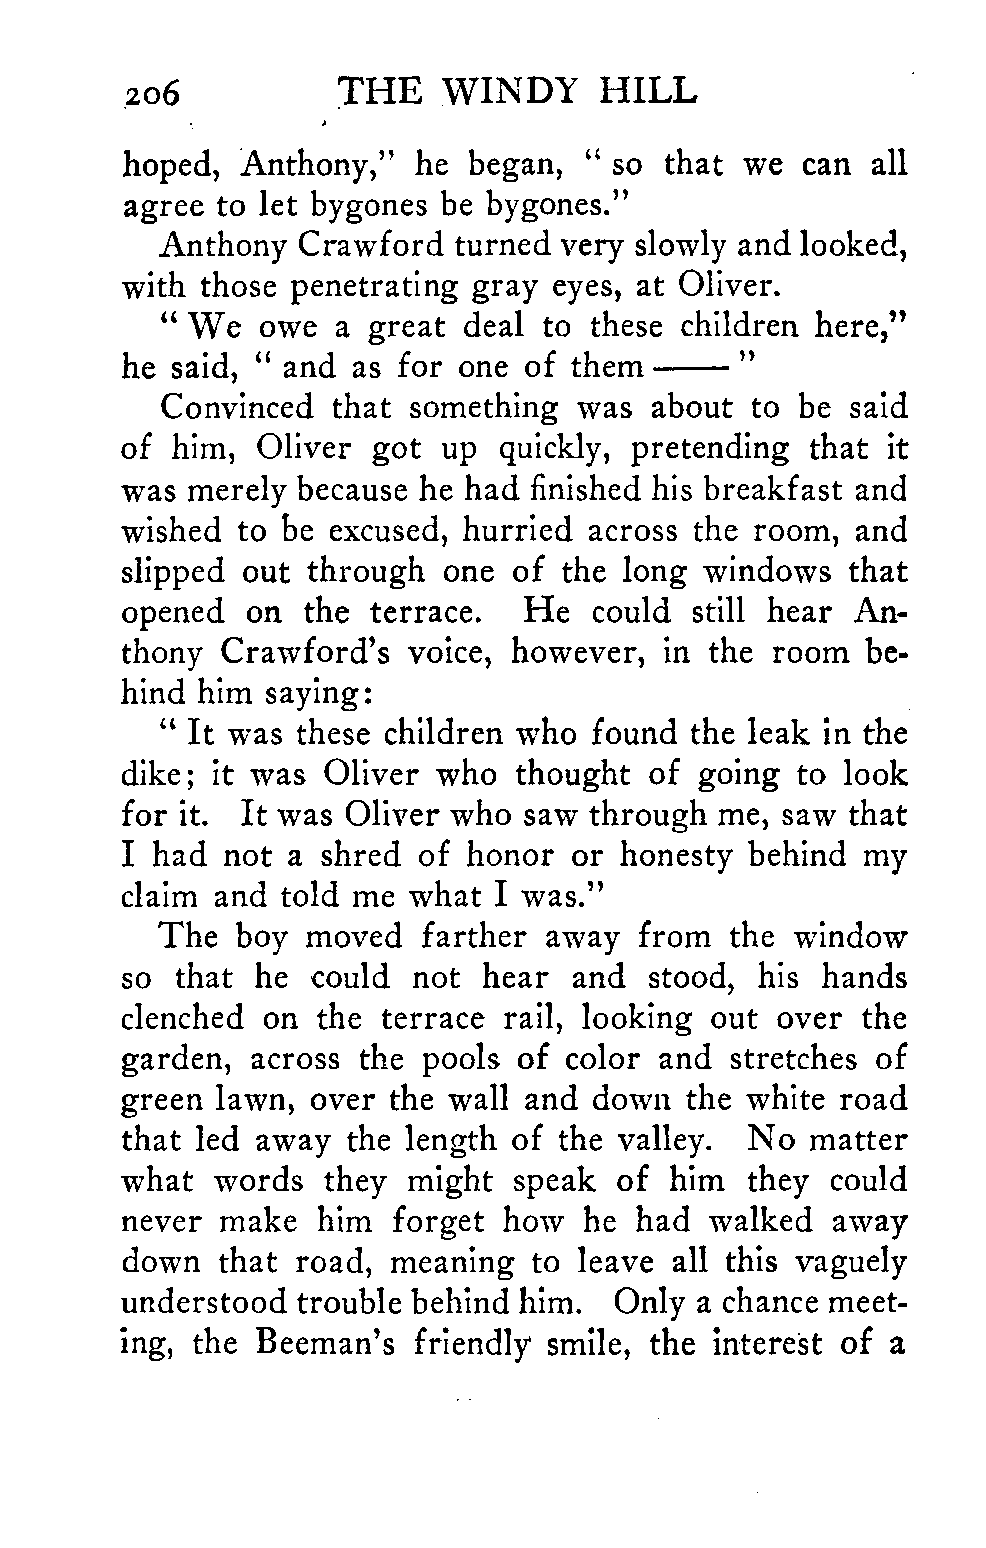 206 THE WINDY HILL
hoped, Anthony,” he began, “ so that we can all
agree to let bygones be bygones.”
Anthony Crawford turned very slowly and looked,
with those penetrating gray eyes, at Oliver.
“ We owe a great deal to these children here,”
he said, “ and as for one of them —— ”
Convinced that something was about to be said
of him, Oliver got up quickly, pretending that it
was merely because he had finished his breakfast and
wished to be excused, hurried across the room, and
slipped out through one of the long windows that
opened on the terrace. He could still hear An-
thony Crawford’s voice, however, in the room be-
hind him saying:
“ It was these children who found the leak in the
dike; it was Oliver who thought of going to look
for it. It was Oliver who saw through me, saw that
I had not a shred of honor or honesty behind my
claim and told me what I was.”
The boy moved farther away from the window
so that he could not hear and stood, his hands
clenched on the terrace rail, looking out over the
garden, across the pools of color and stretches of
green lawn, over the wall and down the white road
that led away the length of the valley. No matter
what words they might speak of him they could
never make him forget how he had walked away
down that road, meaning to leave all this vaguely
understood trouble behind him. Only a chance meet-
ing, the Beeman’s friendly smile, the interest of a